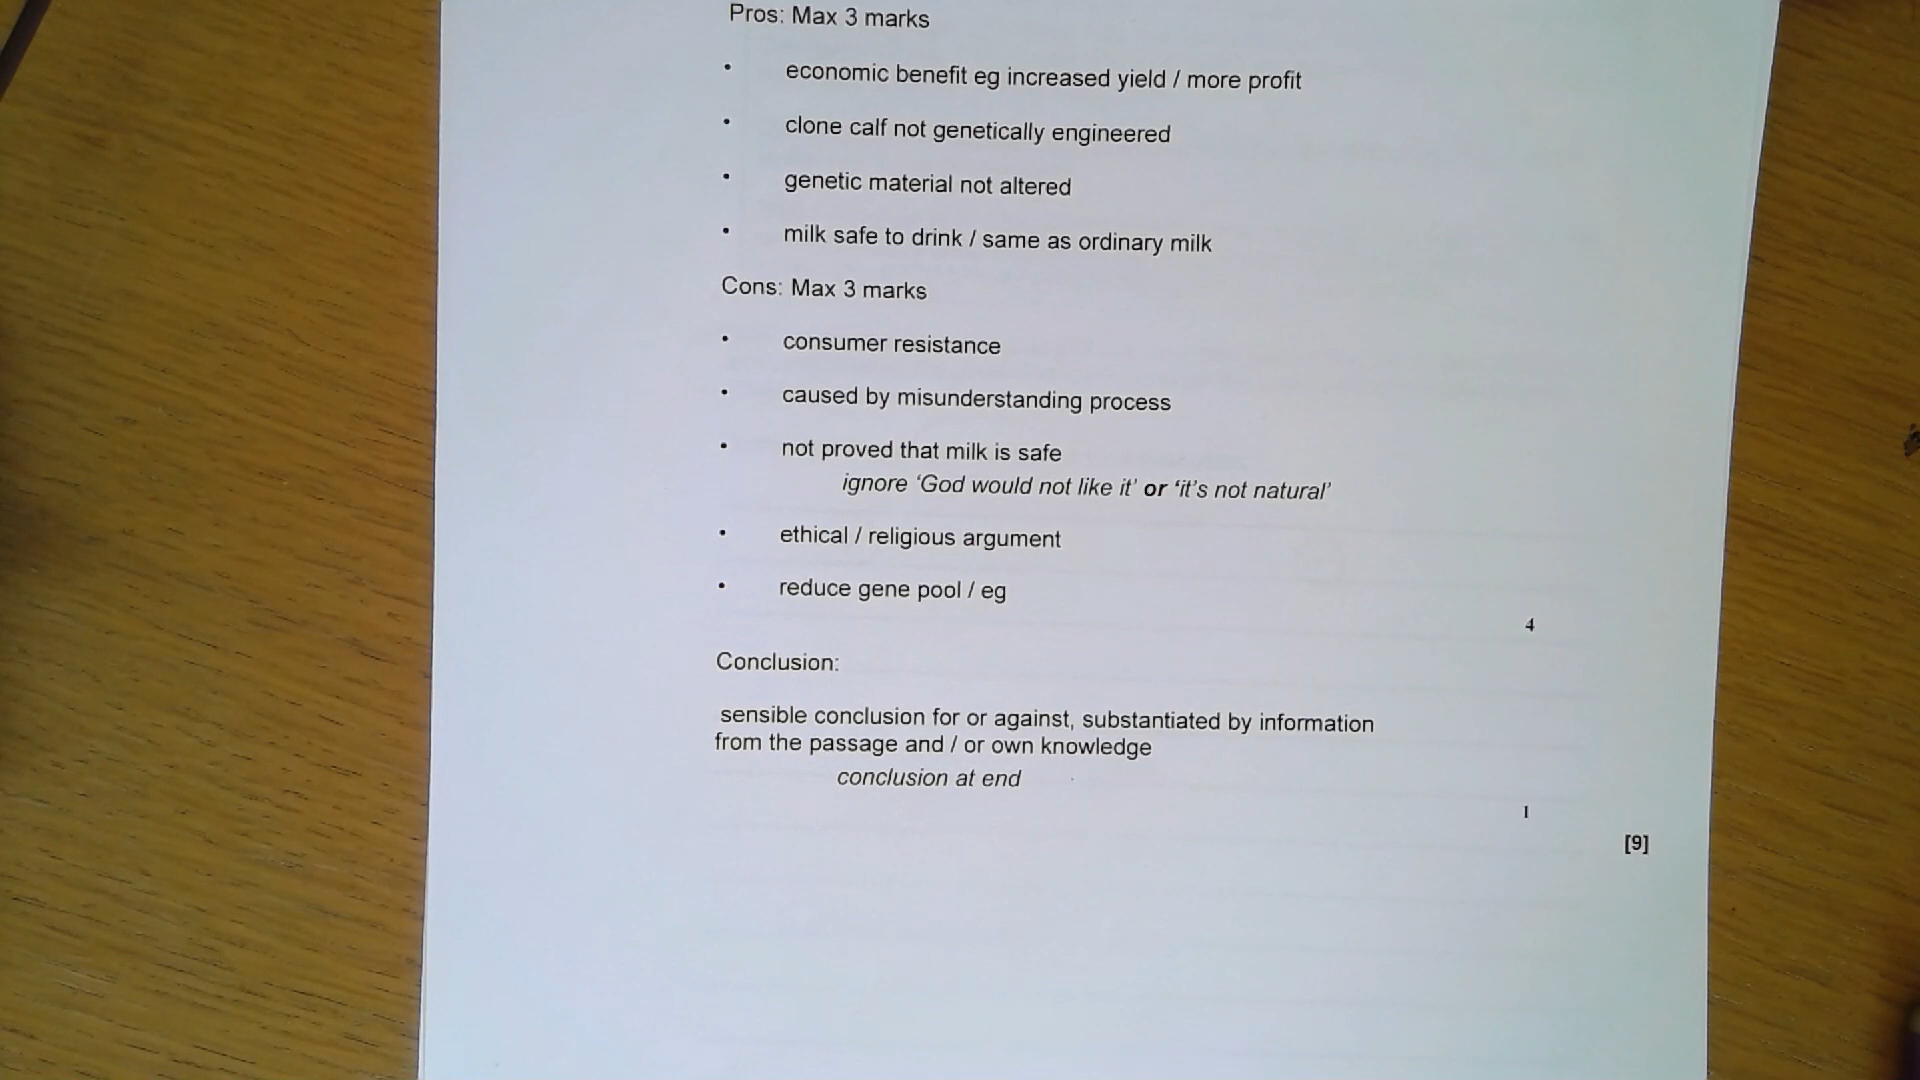 Pros: Max 3 marks
• economic benefit eg increased yield / more profit
• clone calf not genetically engineered
• genetic material not altered
• milk safe to drink / same as ordinary milk
Cons: Max 3 marks
• consumer resistance
• caused by misunderstanding process
• not proved that milk is safe
ignore ‘God would not like it’ or ‘it’s not natural’
• ethical / religious argument
• reduce gene pool / eg
4
Conclusion:
sensible conclusion for or against, substantiated by information
from the passage and / or own knowledge
conclusion at end
1
[9]